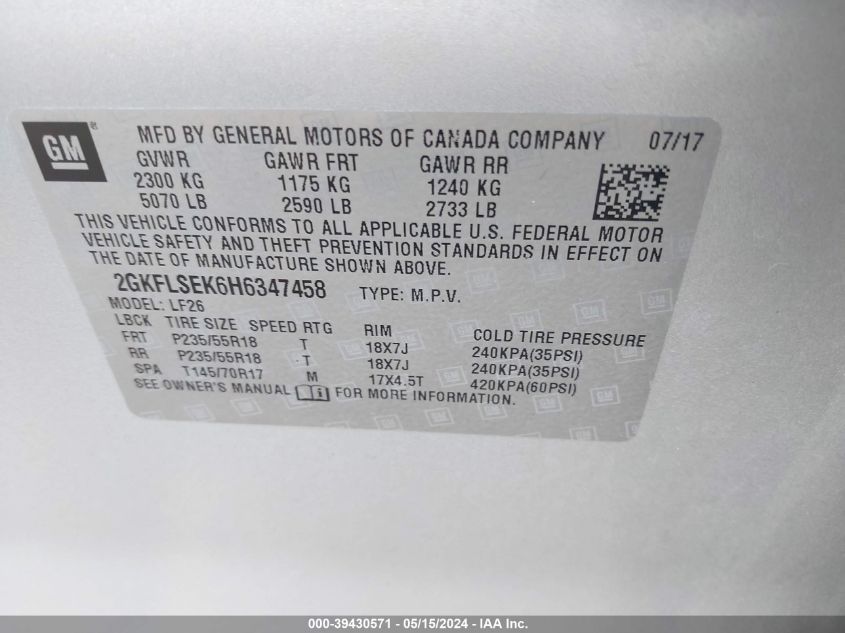 GM ®
MFD BY GENERAL MOTORS OF CANADA COMPANY 07/17
GVWR GAWR FRT GAWR RR
2300 KG 1175 KG 1240 KG
5070 LB 2590 LB 2733 LB
THIS VEHICLE CONFORMS TO ALL APPLICABLE U.S. FEDERAL MOTOR
VEHICLE SAFETY AND THEFT PREVENTION STANDARDS IN EFFECT ON
THE DATE OF MANUFACTURE SHOWN ABOVE.
2GKFLSEK6H6347458 TYPE: M.P.V.
MODEL: LF26
LBCK TIRE SIZE SPEED RTG RIM COLD TIRE PRESSURE
FRT P235/55R18 T 18X7J 240KPA(35PSI)
RR P235/55R18 T 18X7J 240KPA(35PSI)
SPA T145/70R17 M 17X4.5T 420KPA(60PSI)
SEE OWNER'S MANUAL FOR MORE INFORMATION.
000-39430571 - 05/15/2024 - IAA Inc.